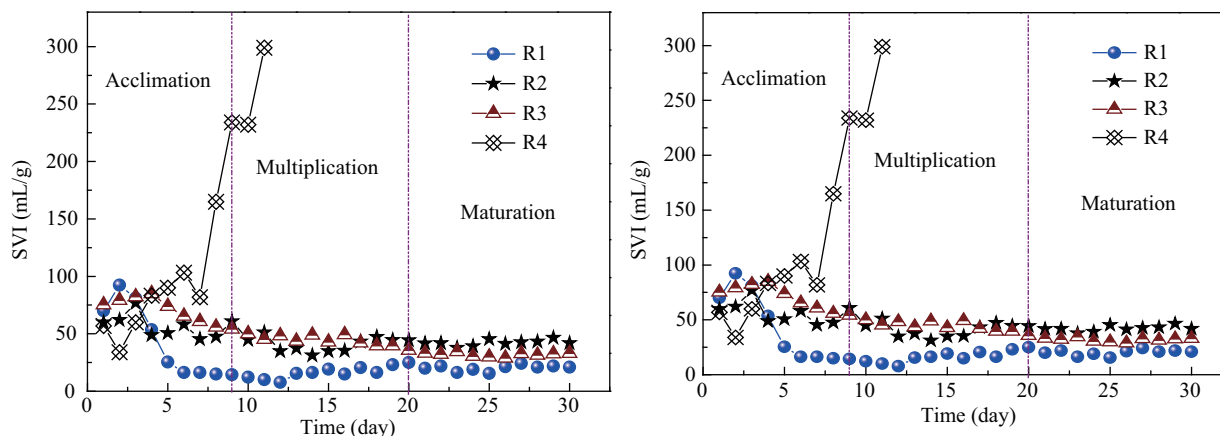 300
250
200
150
100
50
0
SVI (mL/g)
Acclimation
Multiplication
Maturation
R1
R2
R3
R4
0 5 10 15 20 25 30
Time (day)
300
250
200
150
100
50
0
SVI (mL/g)
Acclimation
Multiplication
Maturation
R1
R2
R3
R4
0 5 10 15 20 25 30
Time (day)